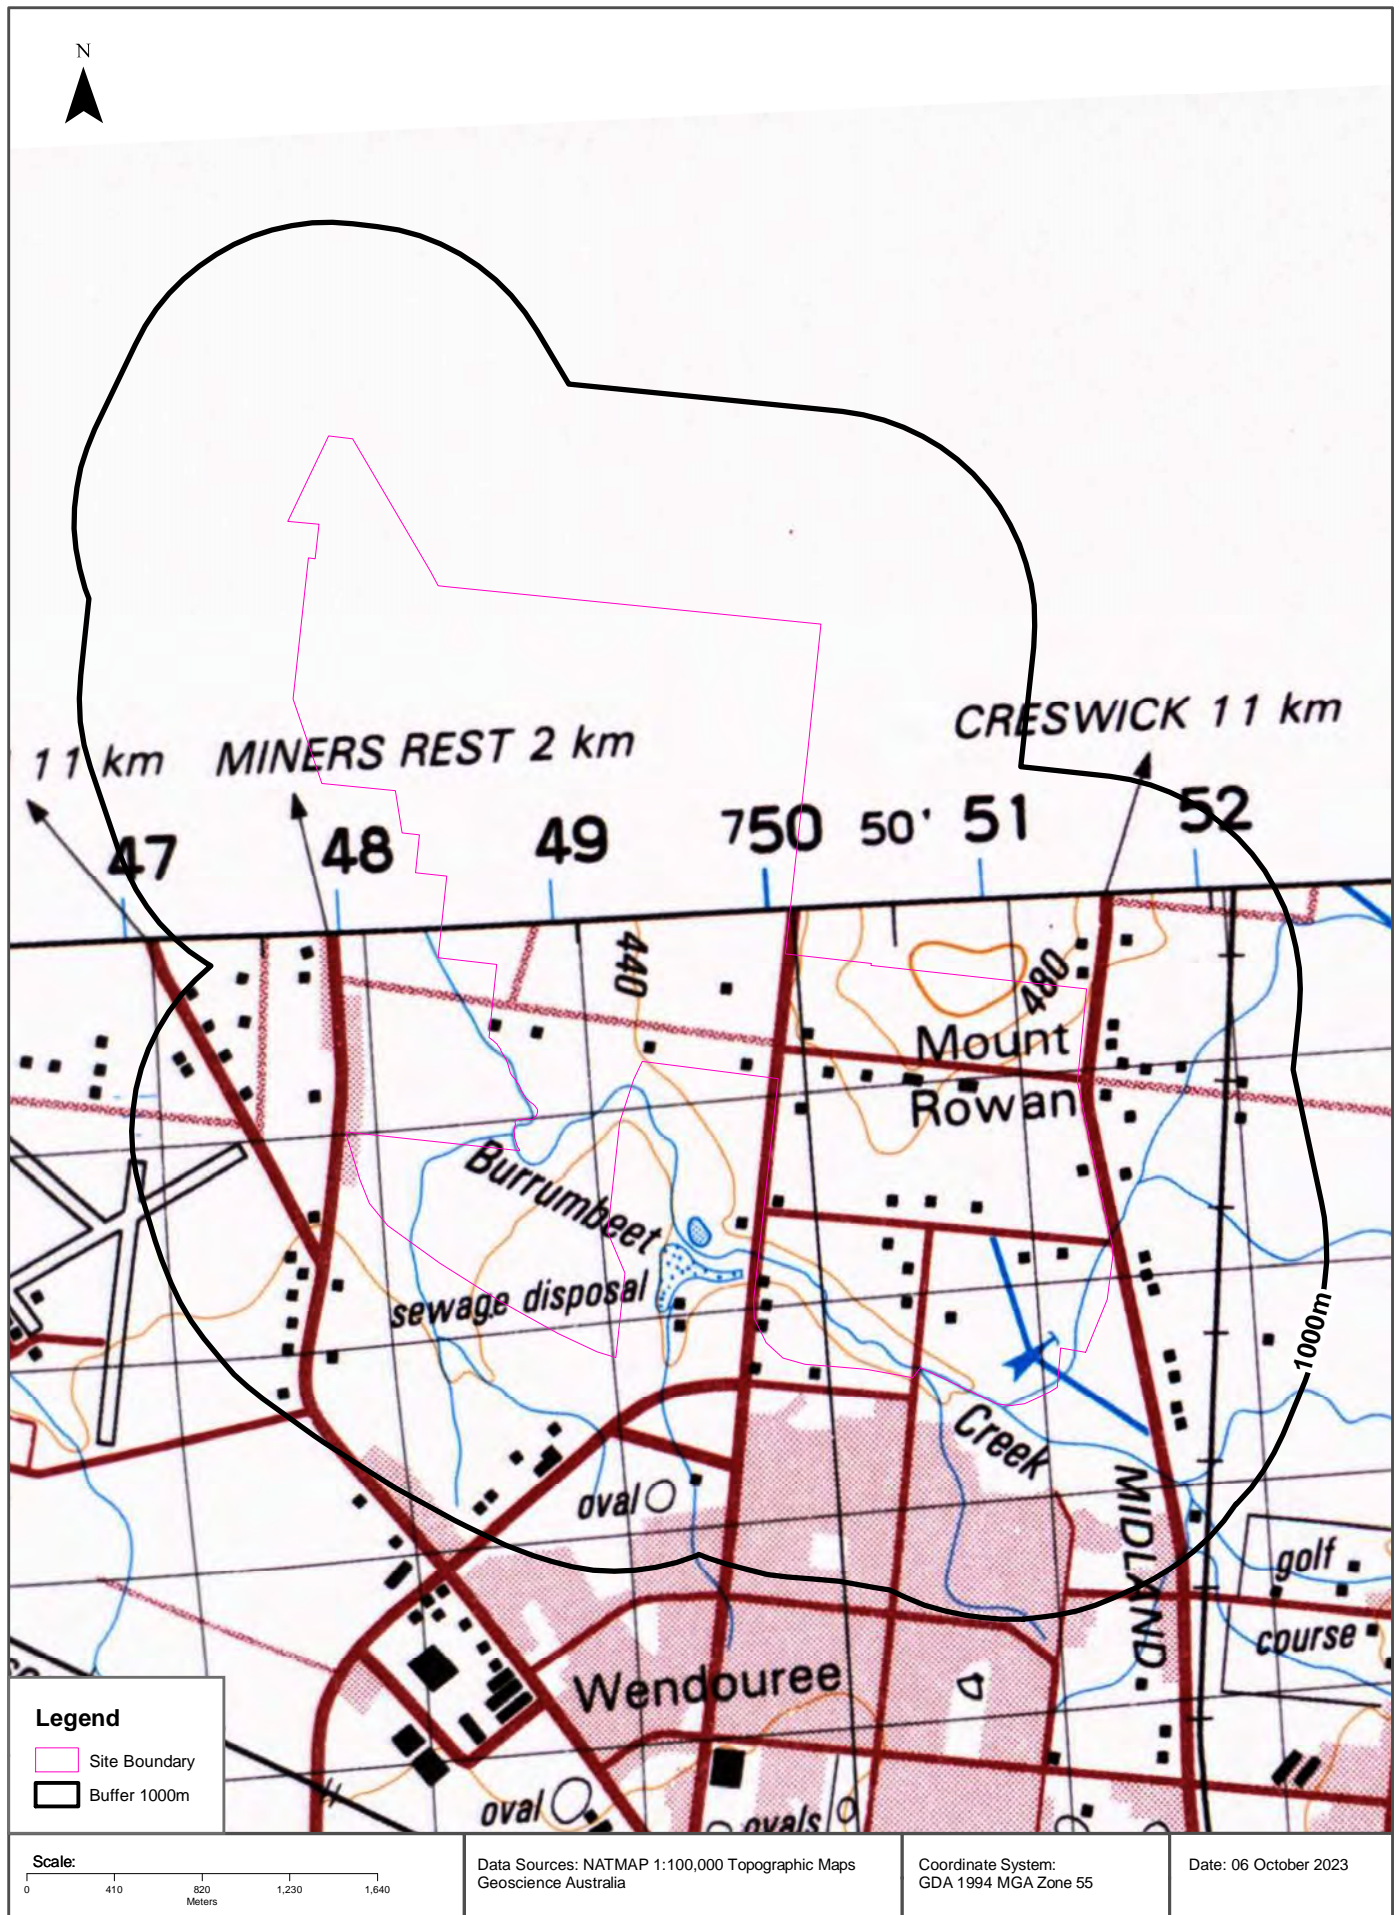 N
11 km
MINERS REST 2 km
CRESWICK 11 km
47
48
49
750
50'
51
52
440
480
Mount
Rowan
Burrumbeet
sewage disposal
1000m
Creek
oval
MIDLAND
golf
course
Wendouree
oval
ovals
Legend
Site Boundary
Buffer 1000m
Scale:
0 410 820 1,230 1,640
Meters
Data Sources: NATMAP 1:100,000 Topographic Maps
Geoscience Australia
Coordinate System:
GDA 1994 MGA Zone 55
Date: 06 October 2023